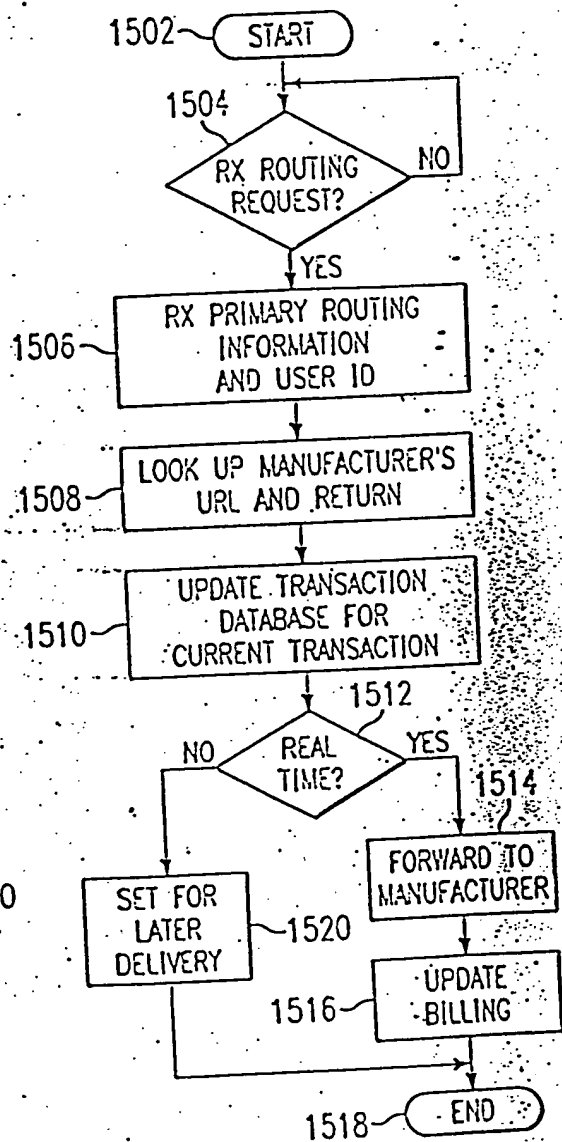 1502
START
1504
RX ROUTING
REQUEST?
NO
YES
1506
RX PRIMARY ROUTING
INFORMATION
AND USER ID
1508
LOOK UP MANUFACTURER'S
URL AND RETURN
1510
UPDATE TRANSACTION
DATABASE FOR
CURRENT TRANSACTION
1512
NO
REAL
TIME?
YES
1514
FORWARD TO
MANUFACTURER
0
SET FOR
LATER
DELIVERY
1520
1516
UPDATE
BILLING
1518
END